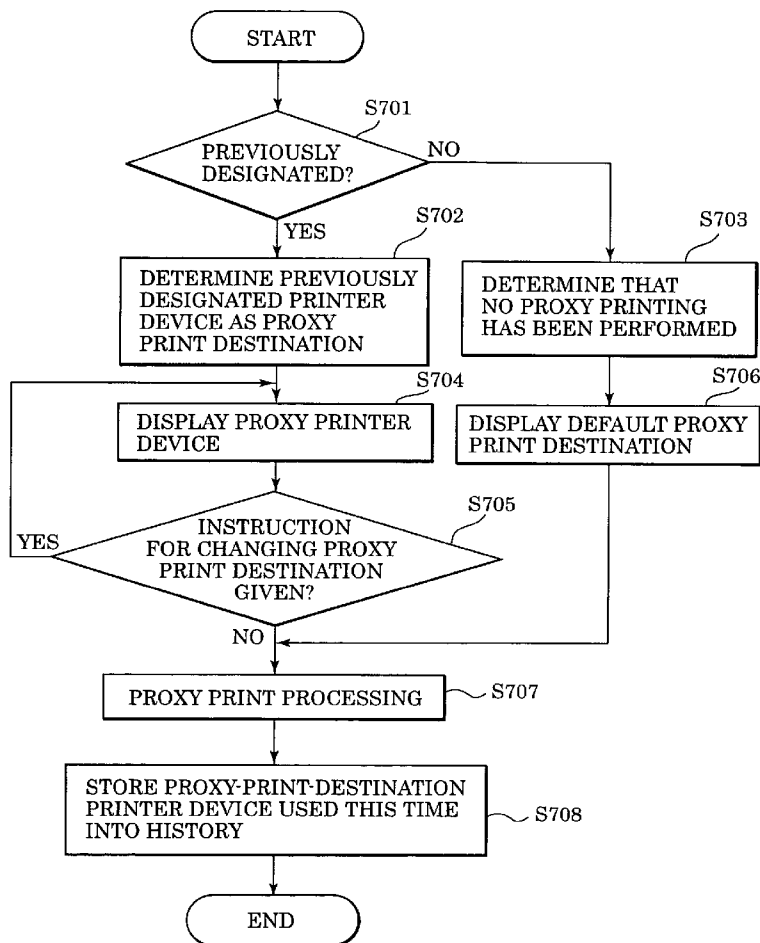 START
S701
PREVIOUSLY
DESIGNATED?
NO
YES
S702
DETERMINE PREVIOUSLY
DESIGNATED PRINTER
DEVICE AS PROXY
PRINT DESTINATION
S703
DETERMINE THAT
NO PROXY PRINTING
HAS BEEN PERFORMED
S704
DISPLAY PROXY PRINTER
DEVICE
S706
DISPLAY DEFAULT PROXY
PRINT DESTINATION
S705
INSTRUCTION
FOR CHANGING PROXY
PRINT DESTINATION
GIVEN?
YES
NO
PROXY PRINT PROCESSING
S707
STORE PROXY-PRINT-DESTINATION
PRINTER DEVICE USED THIS TIME
INTO HISTORY
S708
END